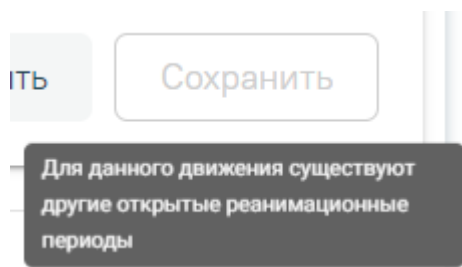 ть
Сохранить
Для данного движения существуют
другие открытые реанимационные
периоды